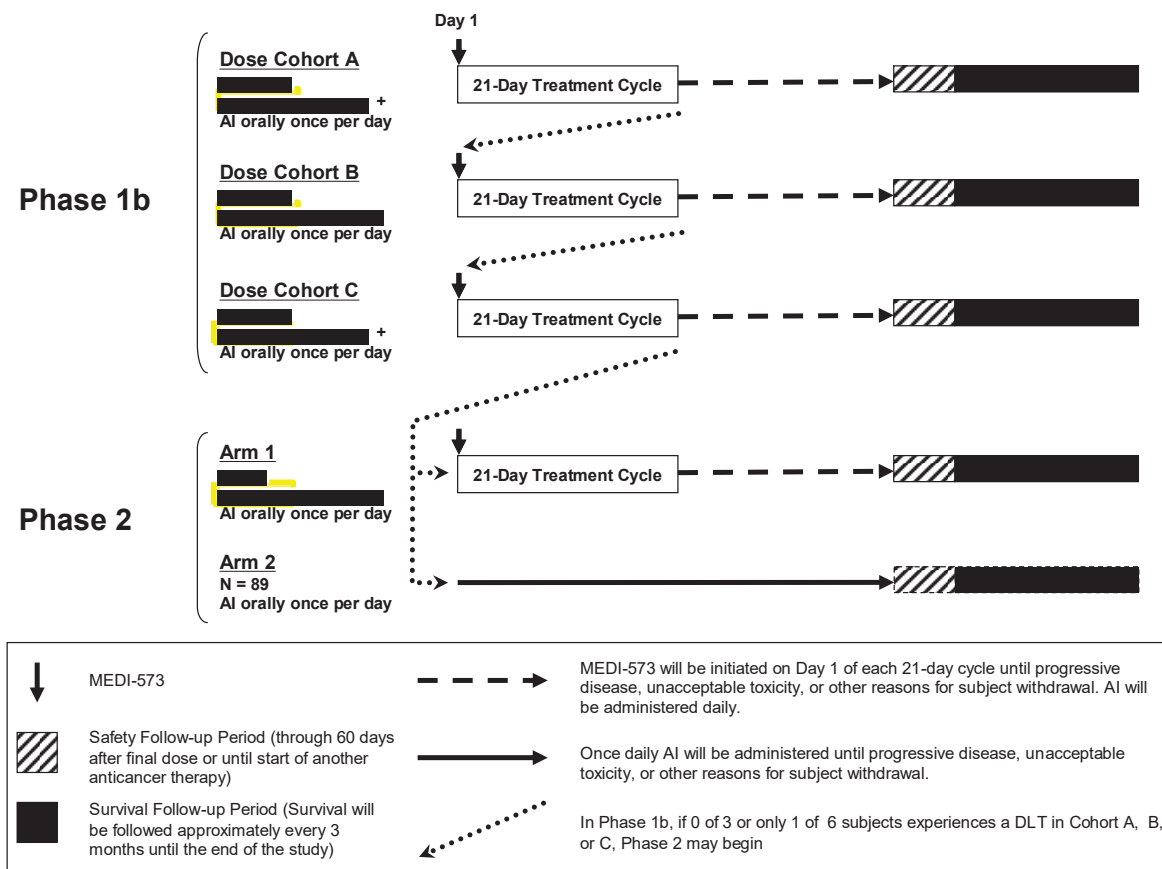 Day 1
Phase 1b
Dose Cohort A
+
AI orally once per day
21-Day Treatment Cycle
Dose Cohort B
AI orally once per day
21-Day Treatment Cycle
Dose Cohort C
+
AI orally once per day
21-Day Treatment Cycle
Phase 2
Arm 1
AI orally once per day
21-Day Treatment Cycle
Arm 2
N = 89
AI orally once per day
MEDI-573
MEDI-573 will be initiated on Day 1 of each 21-day cycle until progressive
disease, unacceptable toxicity, or other reasons for subject withdrawal. AI will
be administered daily.
Safety Follow-up Period (through 60 days
after final dose or until start of another
anticancer therapy)
Once daily AI will be administered until progressive disease, unacceptable
toxicity, or other reasons for subject withdrawal.
Survival Follow-up Period (Survival will
be followed approximately every 3
months until the end of the study)
In Phase 1b, if 0 of 3 or only 1 of 6 subjects experiences a DLT in Cohort A, B,
or C, Phase 2 may begin